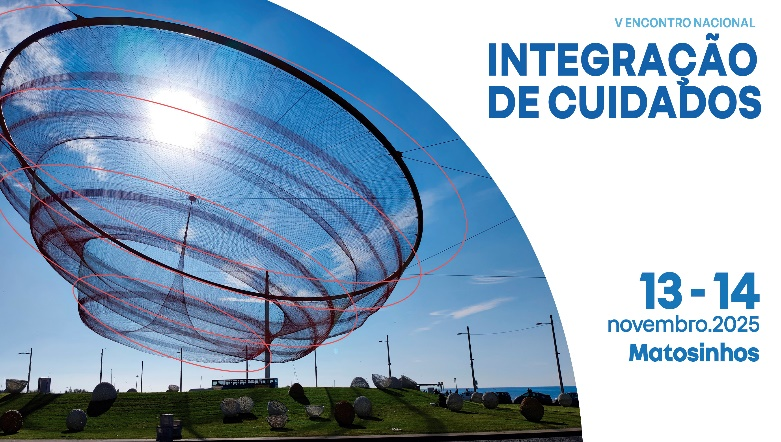 V ENCONTRO NACIONAL
INTEGRAÇÃO
DE CUIDADOS
13 - 14
novembro.2025
Matosinhos